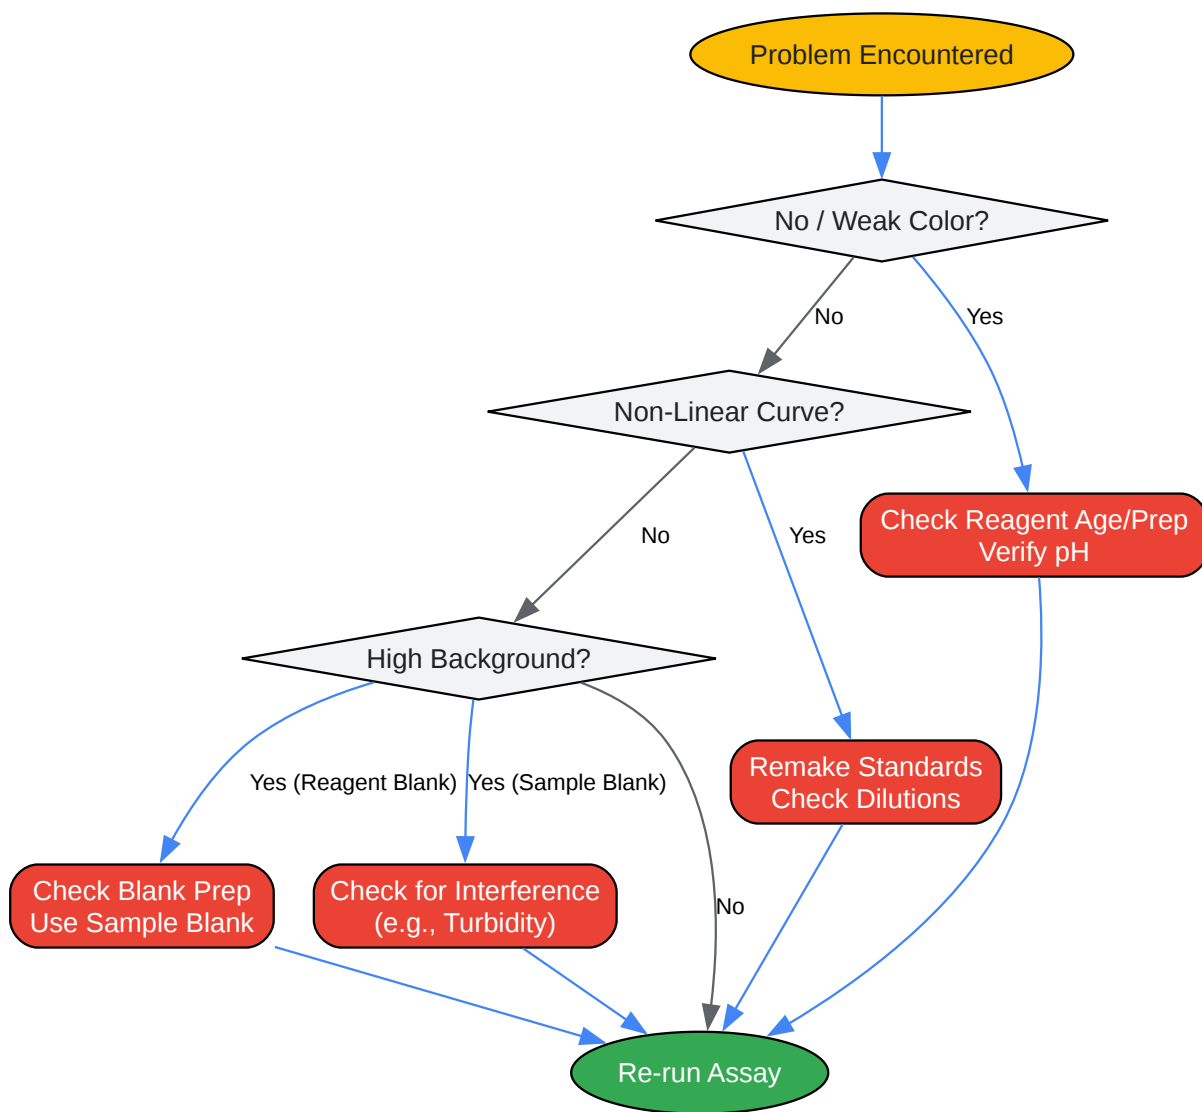 Problem Encountered
No / Weak Color?
No
Yes
Non-Linear Curve?
Check Reagent Age/Prep
Verify pH
No
Yes
High Background?
Yes (Reagent Blank)
Yes (Sample Blank)
Remake Standards
Check Dilutions
Check Blank Prep
Use Sample Blank
Check for Interference
(e.g., Turbidity)
No
Re-run Assay